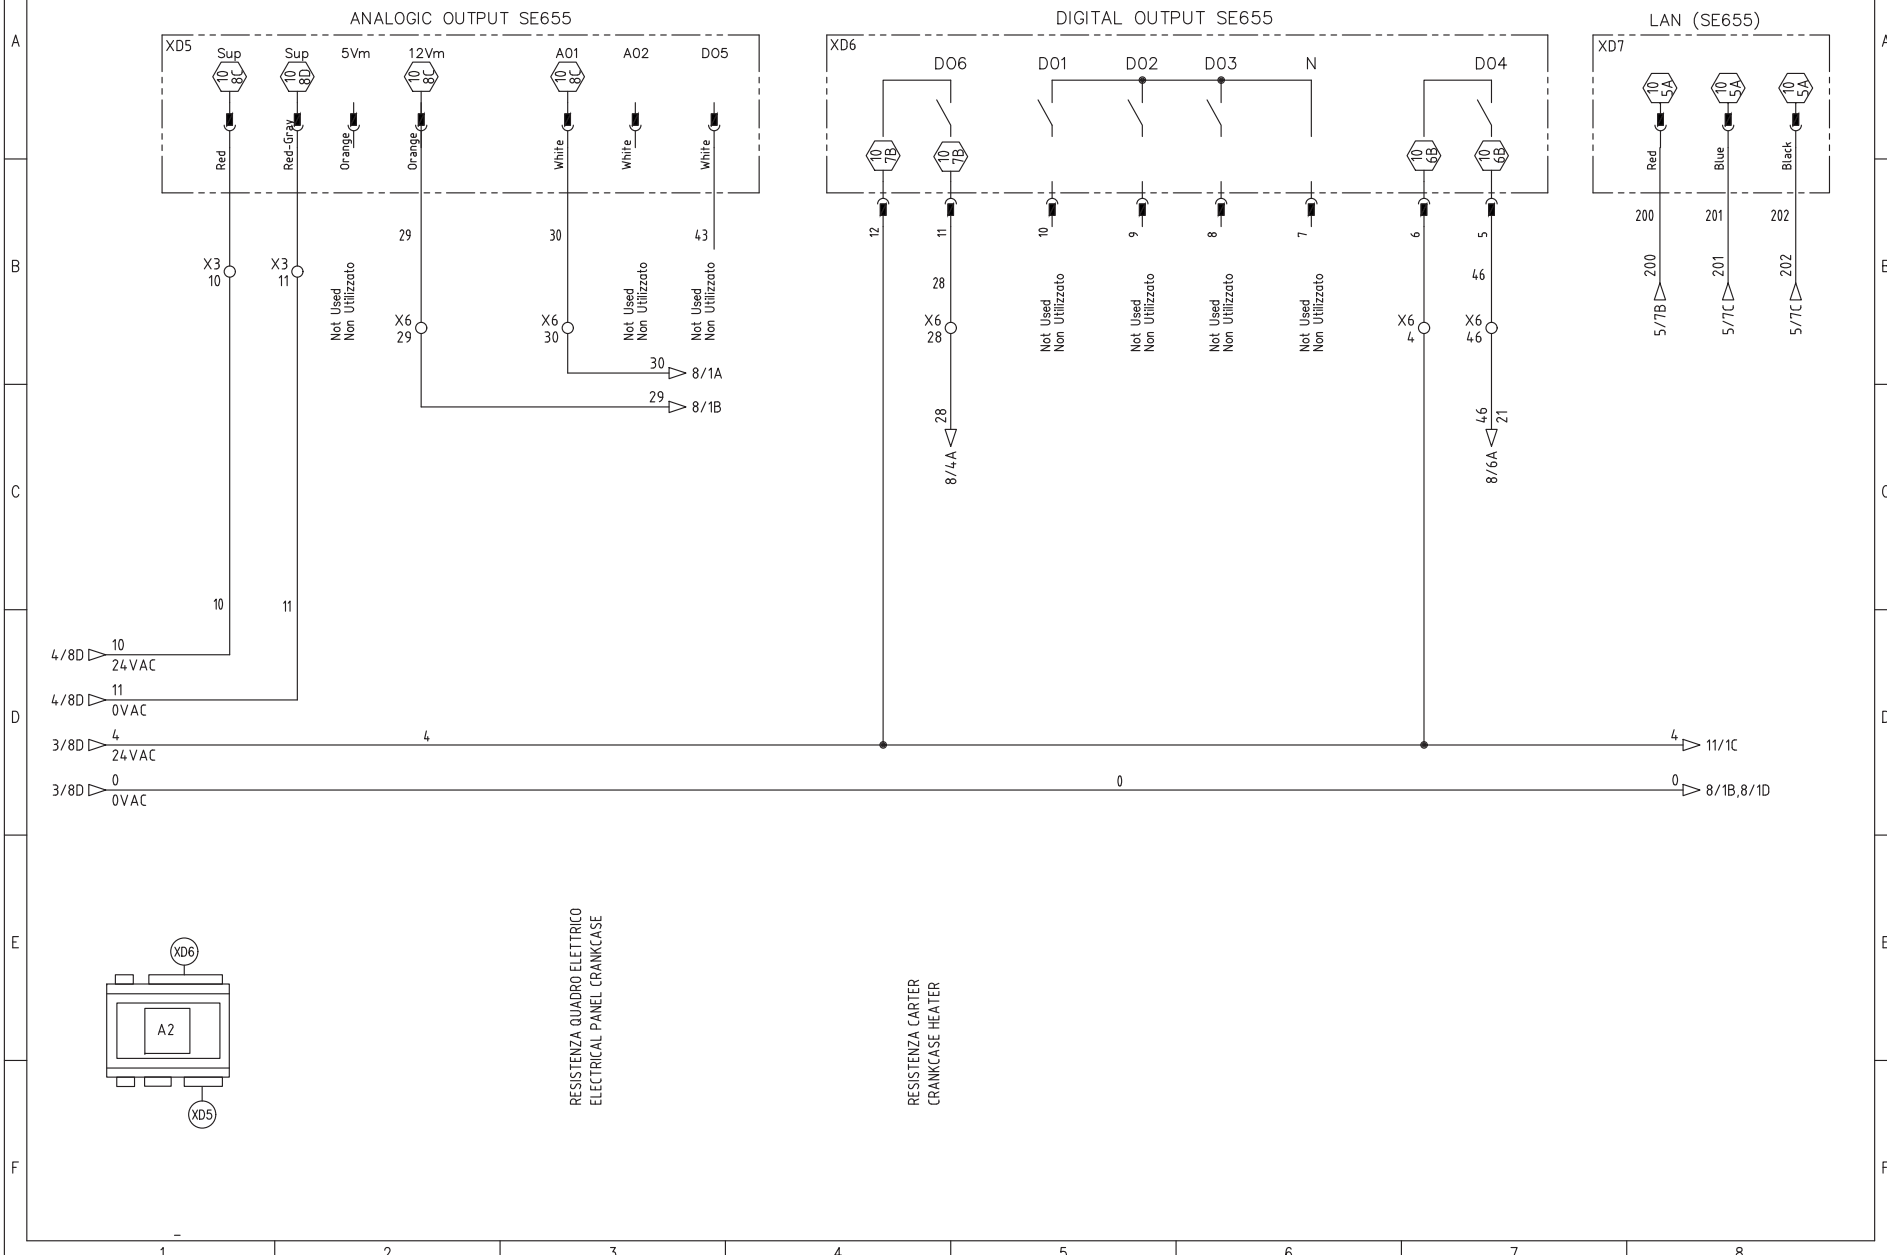 ANALOGIC OUTPUT SE655
DIGITAL OUTPUT SE655
LAN (SE655)
A
A
XD5
Sup
Sup
5Vm
12Vm
A01
A02
D05
10
8C
10
8D
10
8C
10
8C
Red
Red-Gray
Orange
Orange
White
White
White
XD6
D06
D01
D02
D03
N
D04
10
7B
10
7B
10
6B
10
6B
XD7
10
5A
10
5A
10
5A
Red
Blue
Black
B
B
29
30
43
12
11
10
9
8
7
6
5
200
201
202
X3
10
X3
11
Not Used
Non Utilizzato
X6
29
X6
30
Not Used
Non Utilizzato
Not Used
Non Utilizzato
28
X6
28
Not Used
Non Utilizzato
Not Used
Non Utilizzato
Not Used
Non Utilizzato
Not Used
Non Utilizzato
46
X6
4
X6
46
200
201
202
5/7B
5/7C
5/7C
30
8/1A
29
8/1B
28
8/4A
46
21
8/6A
C
C
10
11
4/8D
10
24VAC
4/8D
11
0VAC
D
D
3/8D
4
24VAC
4
4
11/1C
3/8D
0
0VAC
0
0
8/1B,8/1D
E
E
XD6
A2
XD5
RESISTENZA QUADRO ELETTRICO
ELECTRICAL PANEL CRANKCASE
RESISTENZA CARTER
CRANKCASE HEATER
F
F
–
1
2
3
4
5
6
7
8